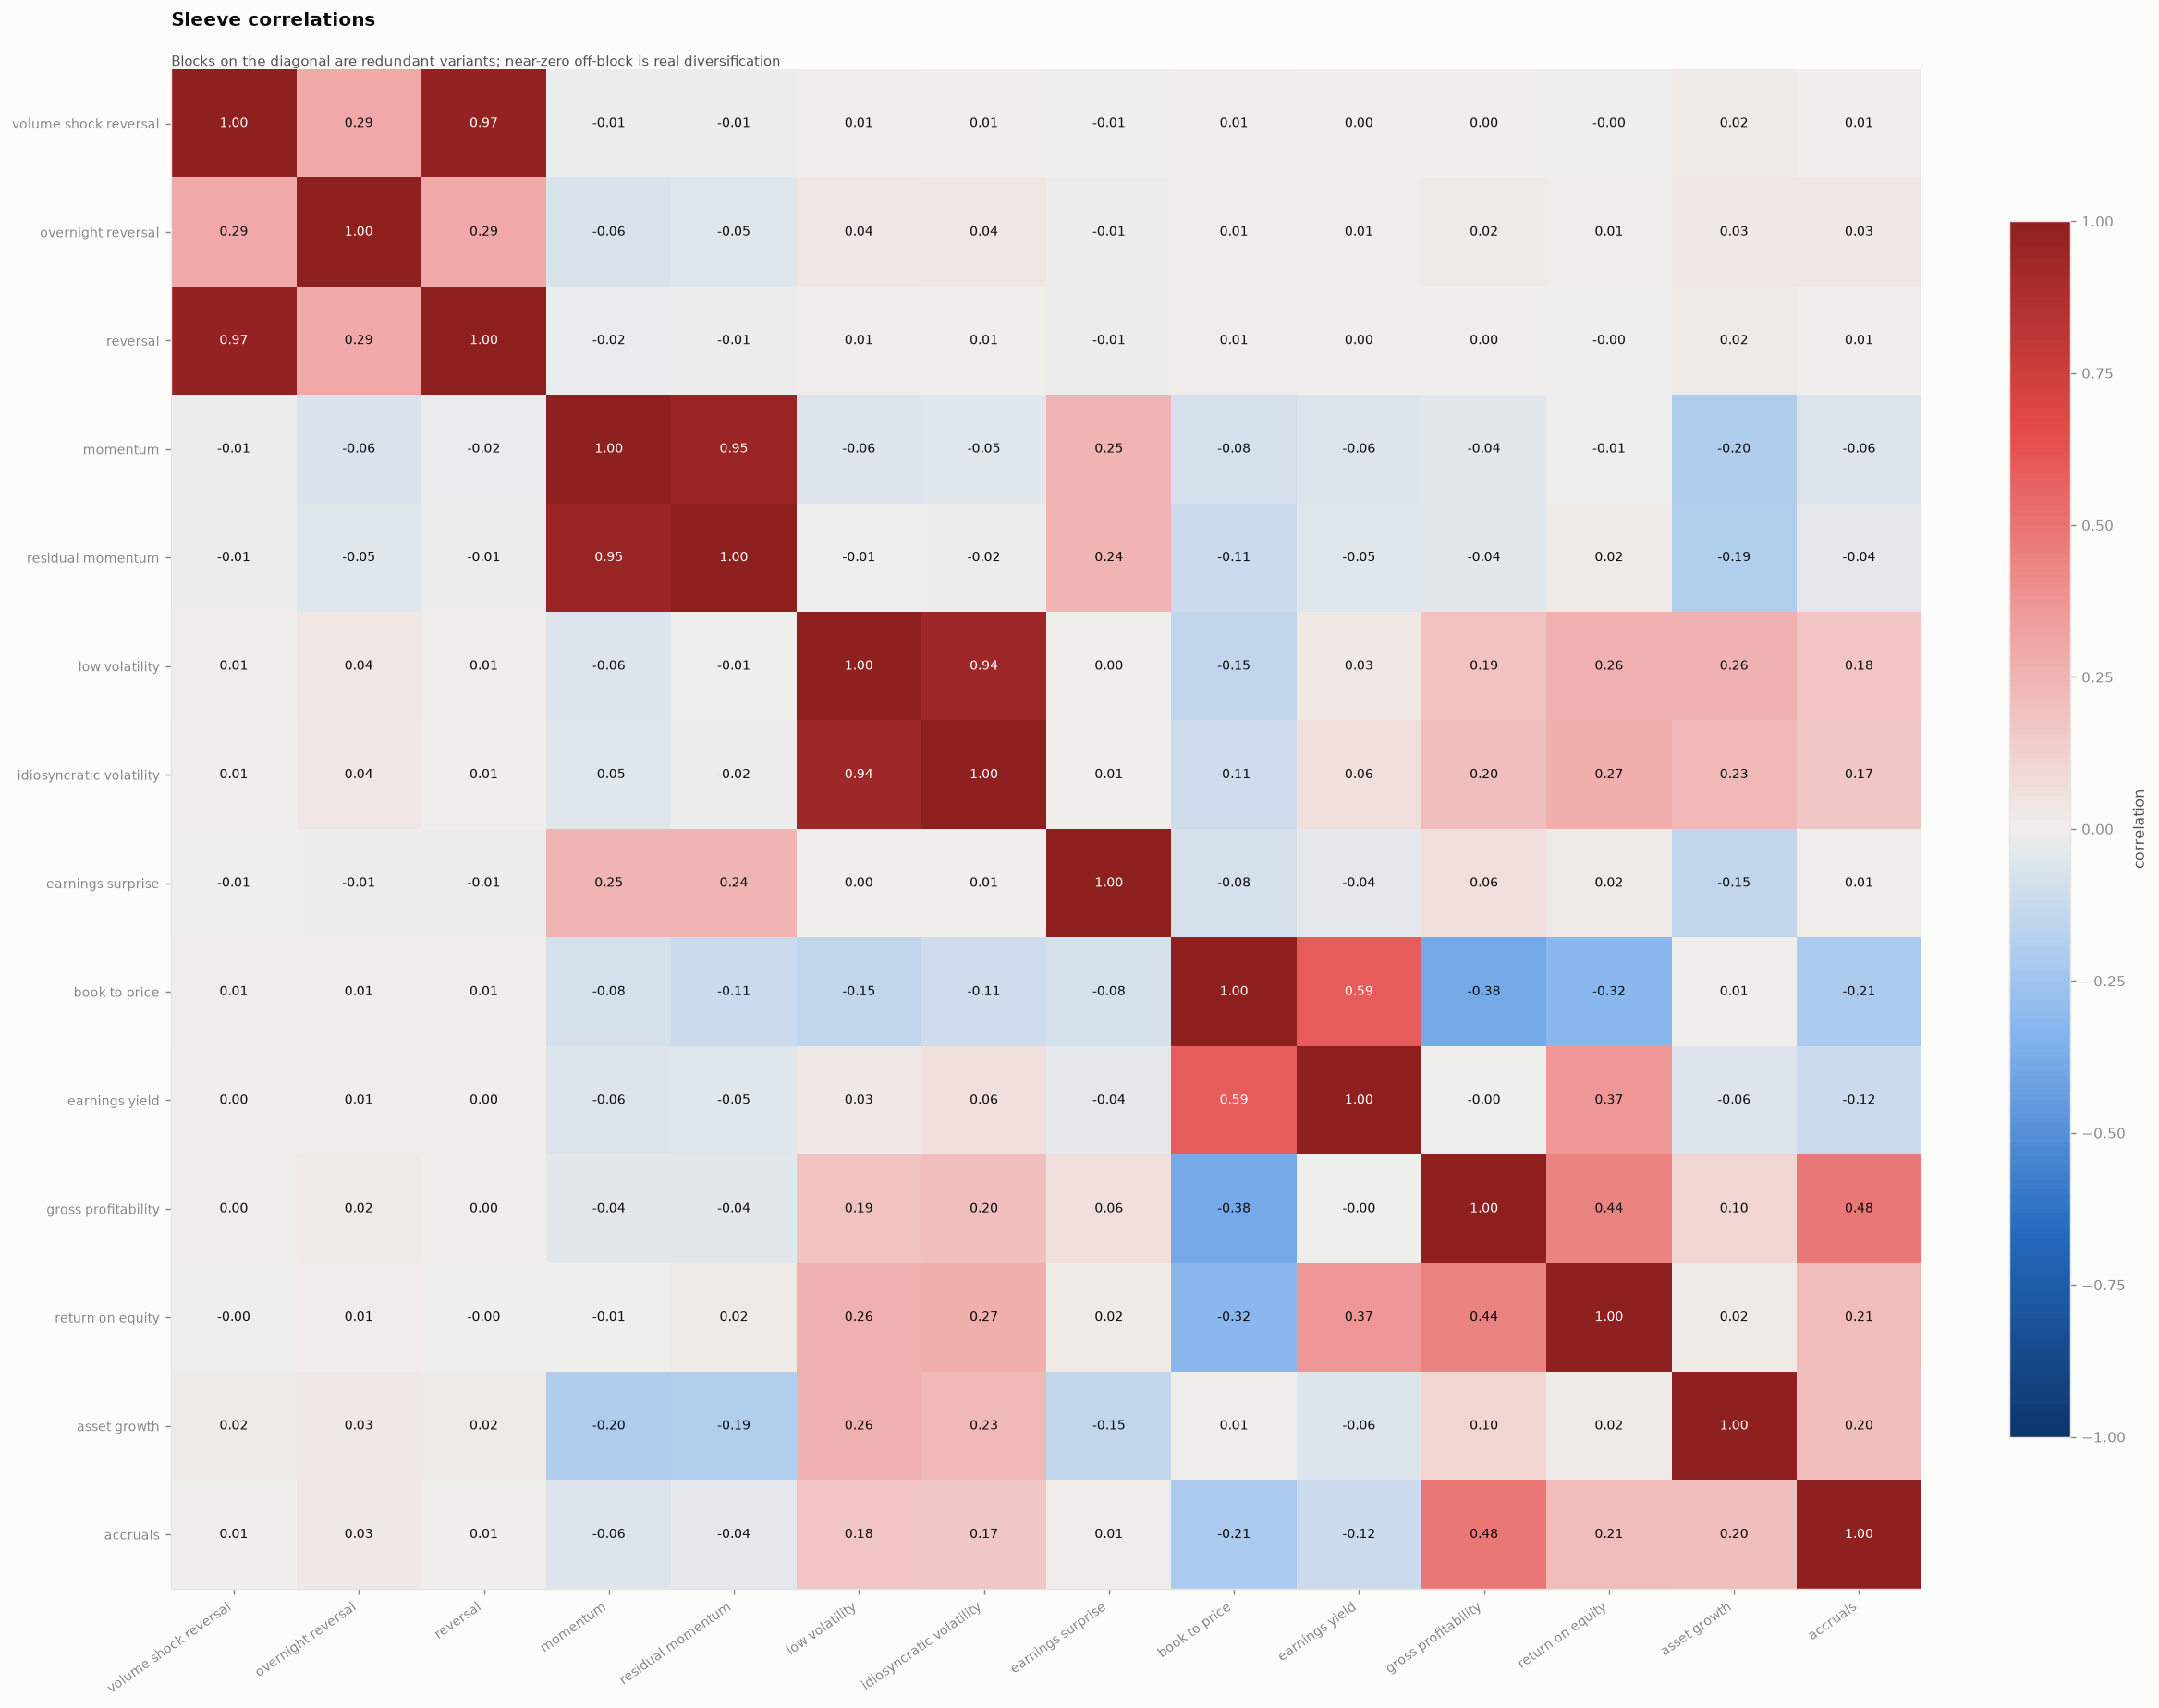 Sleeve correlations
Blocks on the diagonal are redundant variants; near-zero off-block is real diversification
volume shock reversal 1.00 0.29 0.97 -0.01 -0.01 0.01 0.01 -0.01 0.01 0.00 0.00 -0.00 0.02 0.01
overnight reversal 0.29 1.00 0.29 -0.06 -0.05 0.04 0.04 -0.01 0.01 0.01 0.02 0.01 0.03 0.03
reversal 0.97 0.29 1.00 -0.02 -0.01 0.01 0.01 -0.01 0.01 0.00 0.00 -0.00 0.02 0.01
momentum -0.01 -0.06 -0.02 1.00 0.95 -0.06 -0.05 0.25 -0.08 -0.06 -0.04 -0.01 -0.20 -0.06
residual momentum -0.01 -0.05 -0.01 0.95 1.00 -0.01 -0.02 0.24 -0.11 -0.05 -0.04 0.02 -0.19 -0.04
low volatility 0.01 0.04 0.01 -0.06 -0.01 1.00 0.94 0.00 -0.15 0.03 0.19 0.26 0.26 0.18
idiosyncratic volatility 0.01 0.04 0.01 -0.05 -0.02 0.94 1.00 0.01 -0.11 0.06 0.20 0.27 0.23 0.17
earnings surprise -0.01 -0.01 -0.01 0.25 0.24 0.00 0.01 1.00 -0.08 -0.04 0.06 0.02 -0.15 0.01
book to price 0.01 0.01 0.01 -0.08 -0.11 -0.15 -0.11 -0.08 1.00 0.59 -0.38 -0.32 0.01 -0.21
earnings yield 0.00 0.01 0.00 -0.06 -0.05 0.03 0.06 -0.04 0.59 1.00 -0.00 0.37 -0.06 -0.12
gross profitability 0.00 0.02 0.00 -0.04 -0.04 0.19 0.20 0.06 -0.38 -0.00 1.00 0.44 0.10 0.48
return on equity -0.00 0.01 -0.00 -0.01 0.02 0.26 0.27 0.02 -0.32 0.37 0.44 1.00 0.02 0.21
asset growth 0.02 0.03 0.02 -0.20 -0.19 0.26 0.23 -0.15 0.01 -0.06 0.10 0.02 1.00 0.20
accruals 0.01 0.03 0.01 -0.06 -0.04 0.18 0.17 0.01 -0.21 -0.12 0.48 0.21 0.20 1.00
volume shock reversal
overnight reversal
reversal
momentum
residual momentum
low volatility
idiosyncratic volatility
earnings surprise
book to price
earnings yield
gross profitability
return on equity
asset growth
accruals
1.00
0.75
0.50
0.25
0.00
−0.25
−0.50
−0.75
−1.00
correlation